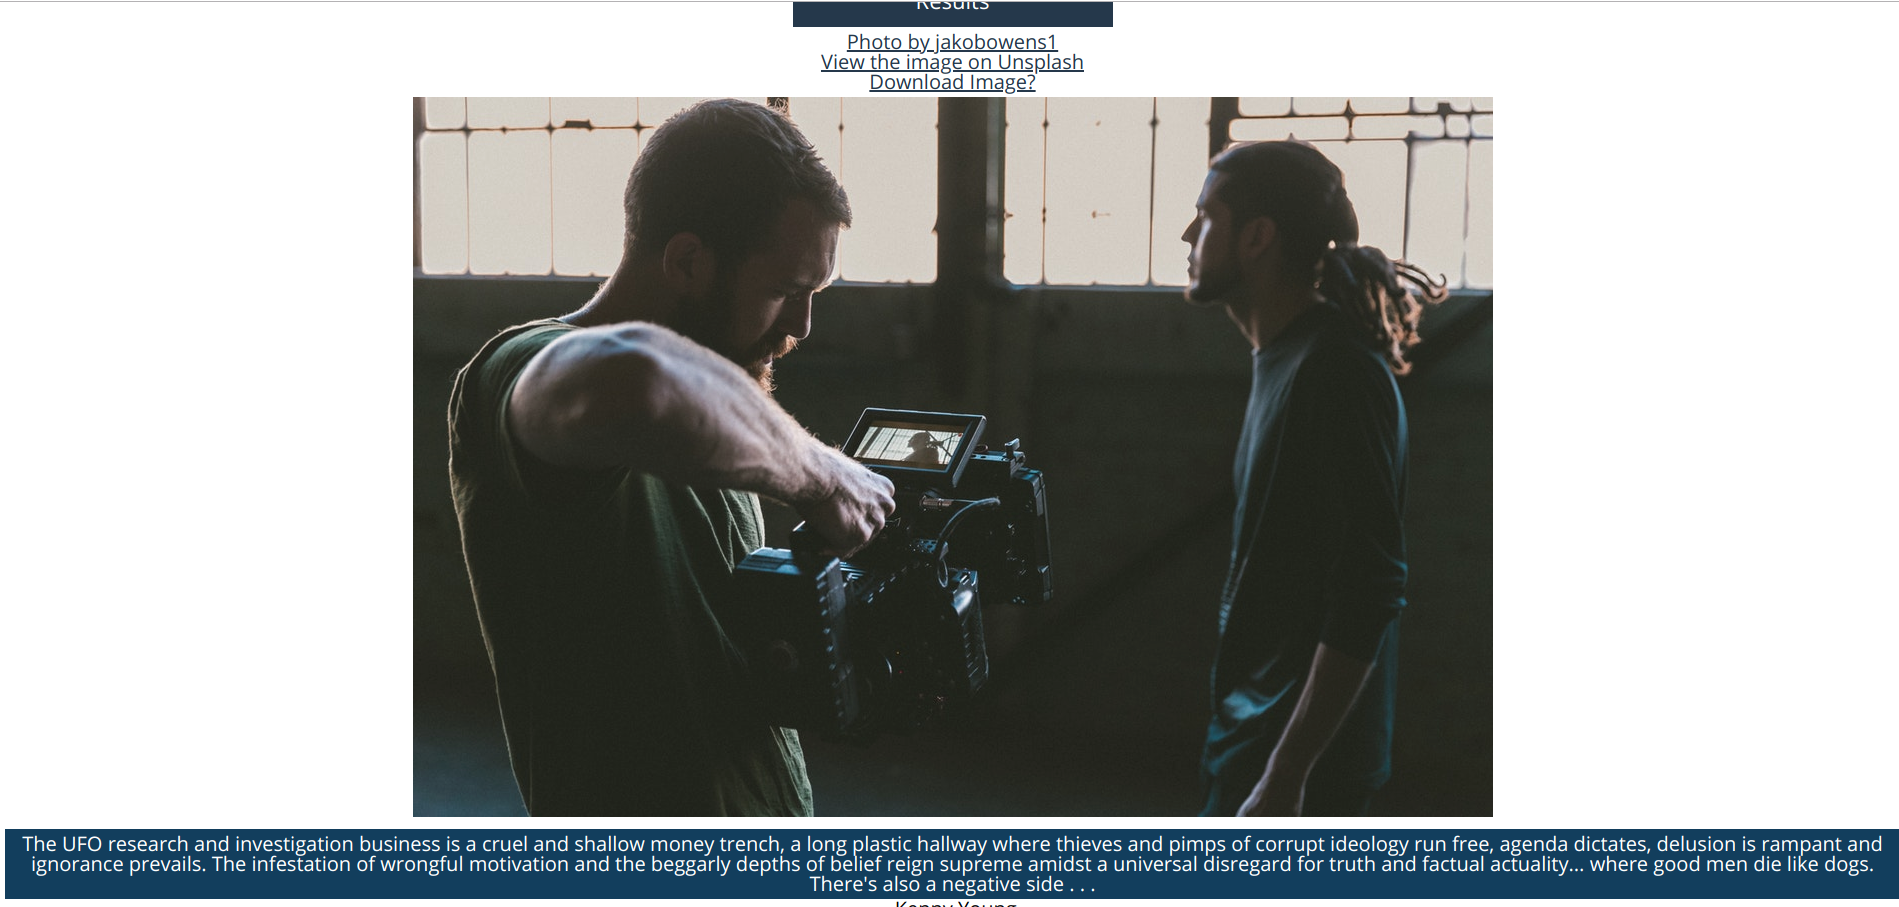 Results
Photo by jakobowens1
View the image on Unsplash
Download Image?
The UFO research and investigation business is a cruel and shallow money trench, a long plastic hallway where thieves and pimps of corrupt ideology run free, agenda dictates, delusion is rampant and
ignorance prevails. The infestation of wrongful motivation and the beggarly depths of belief reign supreme amidst a universal disregard for truth and factual actuality... where good men die like dogs.
There's also a negative side . . .
Kenny Young